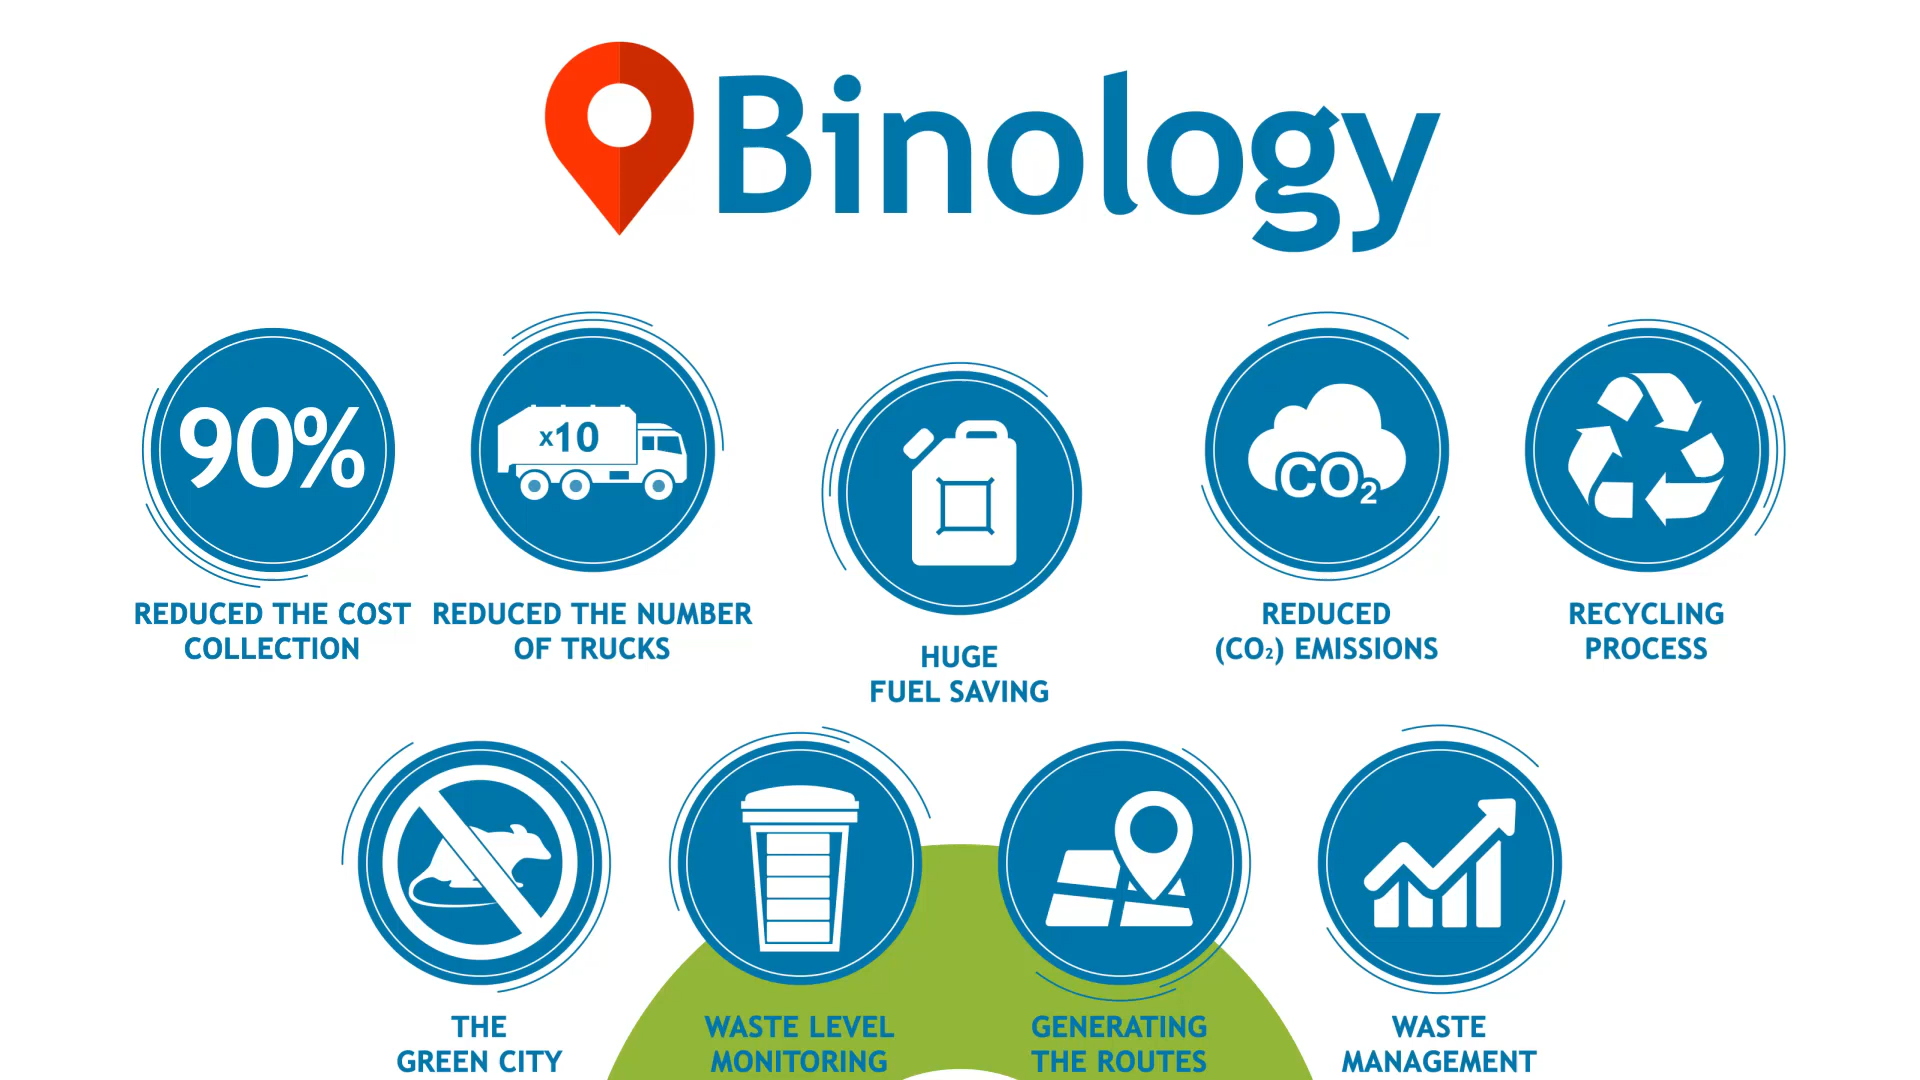 Binology
90%
x10
CO₂
REDUCED THE COST
COLLECTION
REDUCED THE NUMBER
OF TRUCKS
HUGE
FUEL SAVING
REDUCED
(CO₂) EMISSIONS
RECYCLING
PROCESS
THE
GREEN CITY
WASTE LEVEL
MONITORING
GENERATING
THE ROUTES
WASTE
MANAGEMENT